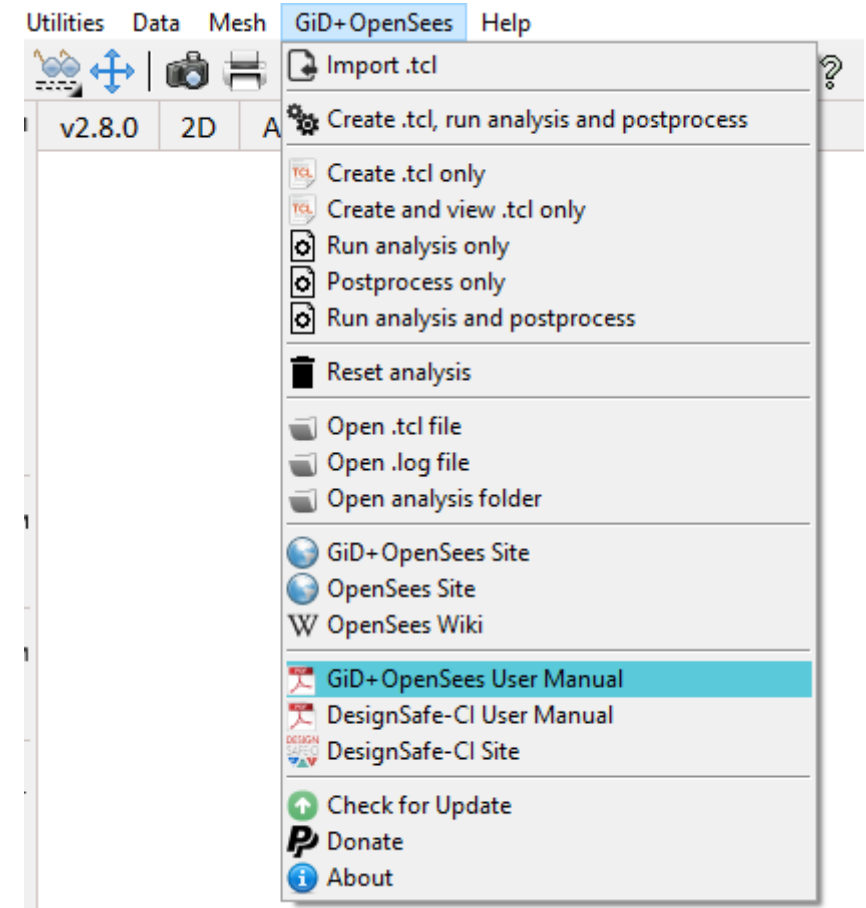 Utilities Data Mesh GiD+OpenSees Help
Import .tcl
v2.8.0 2D A
Create .tcl, run analysis and postprocess
Create .tcl only
Create and view .tcl only
Run analysis only
Postprocess only
Run analysis and postprocess
Reset analysis
Open .tcl file
Open .log file
Open analysis folder
GiD+OpenSees Site
OpenSees Site
W OpenSees Wiki
GiD+OpenSees User Manual
DesignSafe-CI User Manual
DesignSafe-CI Site
Check for Update
Donate
About